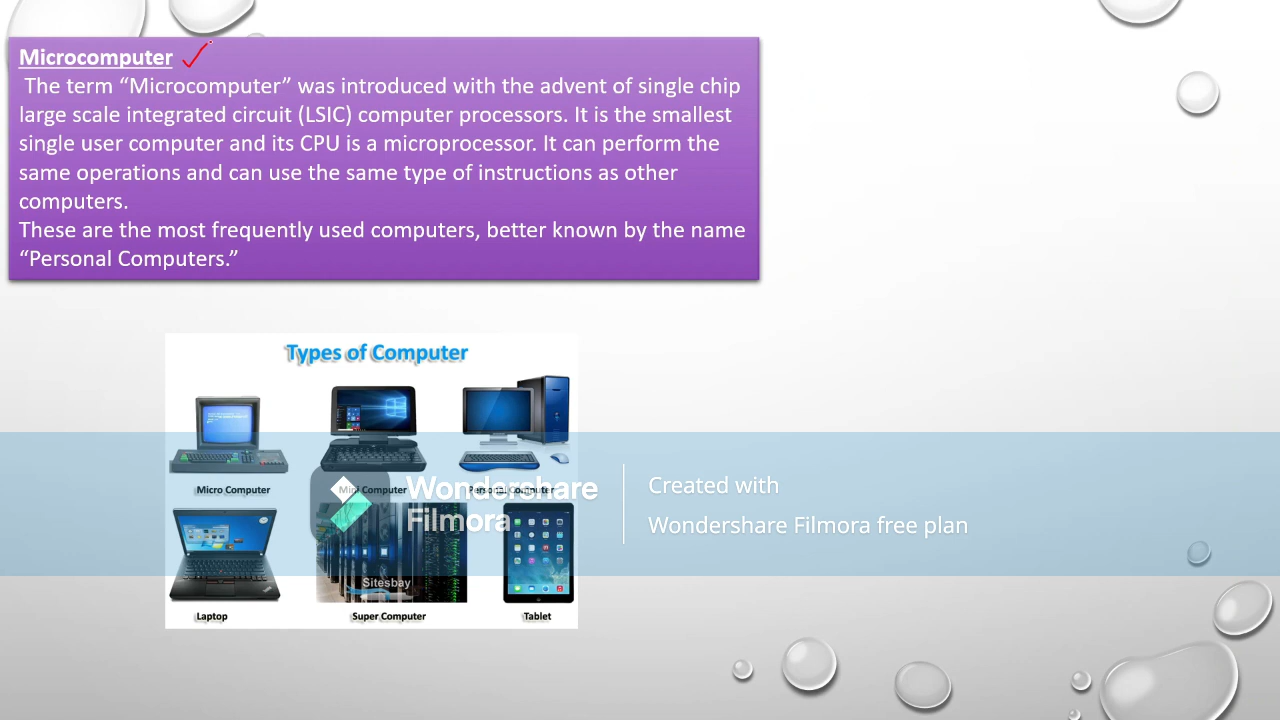 Microcomputer
The term “Microcomputer” was introduced with the advent of single chip
large scale integrated circuit (LSIC) computer processors. It is the smallest
single user computer and its CPU is a microprocessor. It can perform the
same operations and can use the same type of instructions as other
computers.
These are the most frequently used computers, better known by the name
“Personal Computers.”
Types of Computer
Micro Computer
Mini Computer
Personal Computer
Wondershare
Filmora
Created with
Wondershare Filmora free plan
Sitesbay
Laptop
Super Computer
Tablet